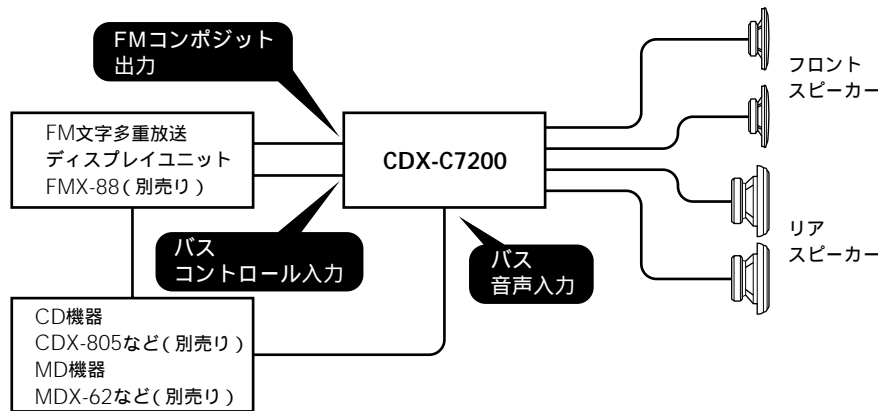 FMコンポジット
出力
FM文字多重放送
ディスプレイユニット
FMX-88(別売り)
CDX-C7200
フロント
スピーカー
バス
コントロール入力
バス
音声入力
リア
スピーカー
CD機器
CDX-805など(別売り)
MD機器
MDX-62など(別売り)